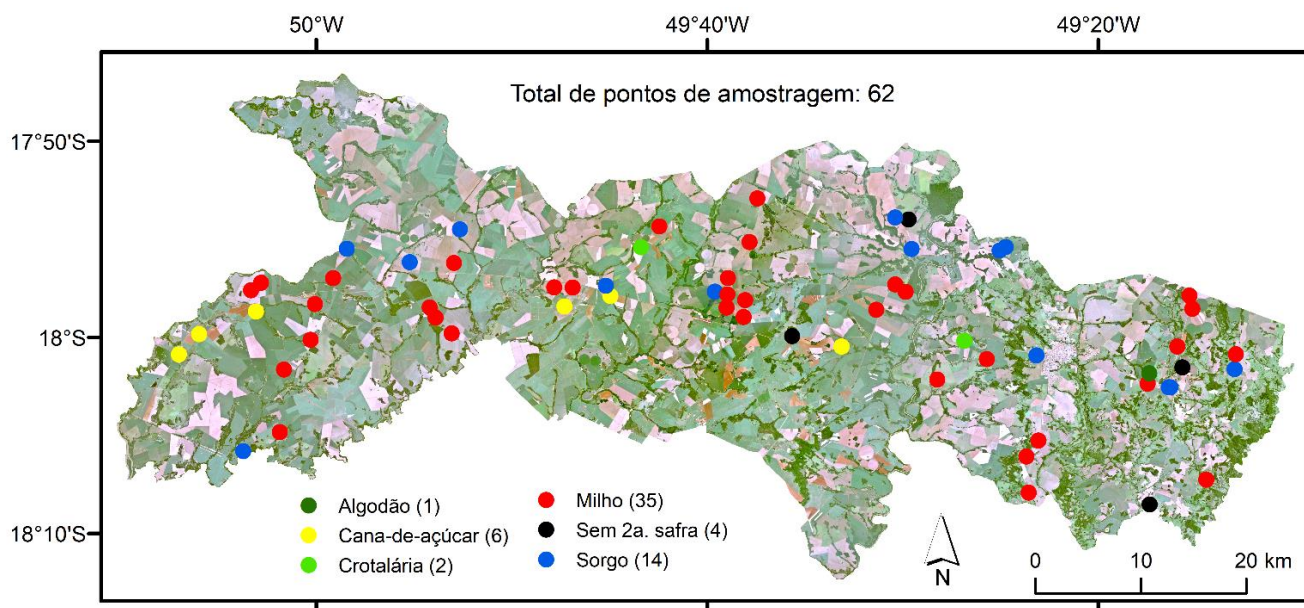 50°W 49°40'W 49°20'W
Total de pontos de amostragem: 62
17°50'S
18°S
18°10'S
Algodão (1)
Cana-de-açúcar (6)
Crotalária (2)
Milho (35)
Sem 2a. safra (4)
Sorgo (14)
N
0 10 20 km